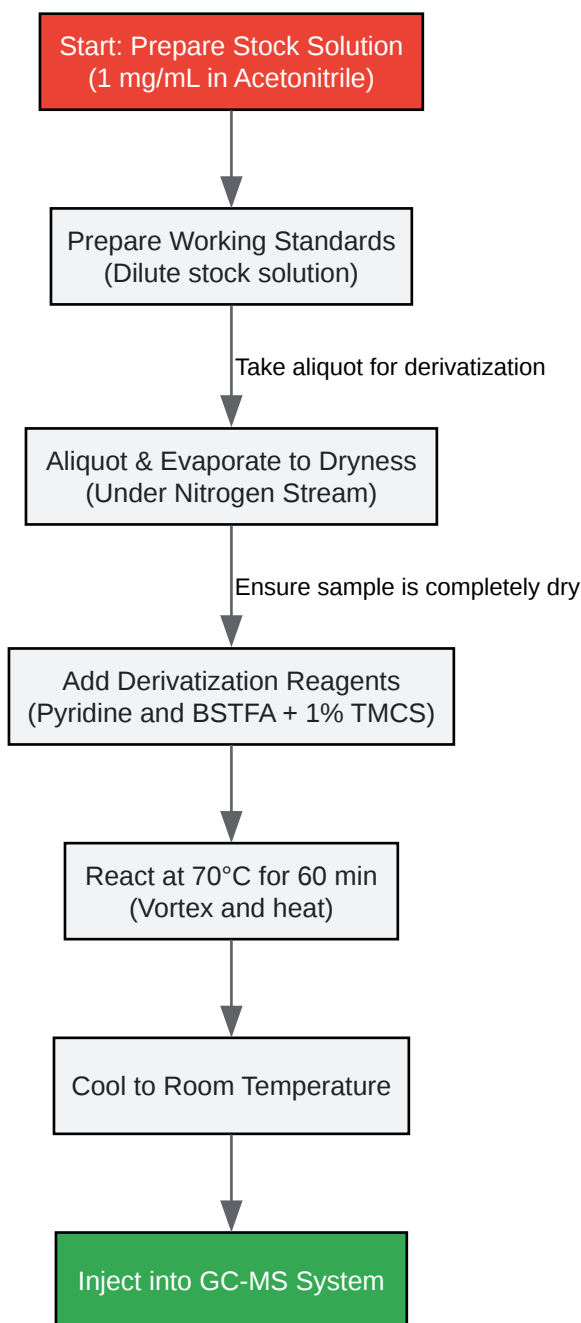 Start: Prepare Stock Solution
(1 mg/mL in Acetonitrile)
Prepare Working Standards
(Dilute stock solution)
Take aliquot for derivatization
Aliquot & Evaporate to Dryness
(Under Nitrogen Stream)
Ensure sample is completely dry
Add Derivatization Reagents
(Pyridine and BSTFA + 1% TMCS)
React at 70°C for 60 min
(Vortex and heat)
Cool to Room Temperature
Inject into GC-MS System